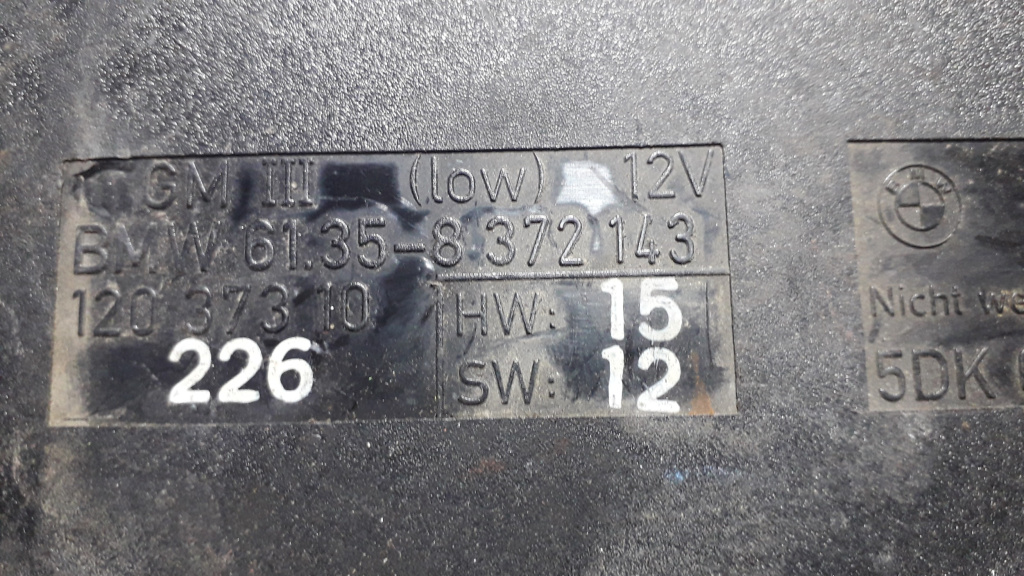 GM III (low) 12V
BMW 61.35-8 372 143
120 373 10
226
HW: 15
SW: 12
BMW
Nicht
5DK